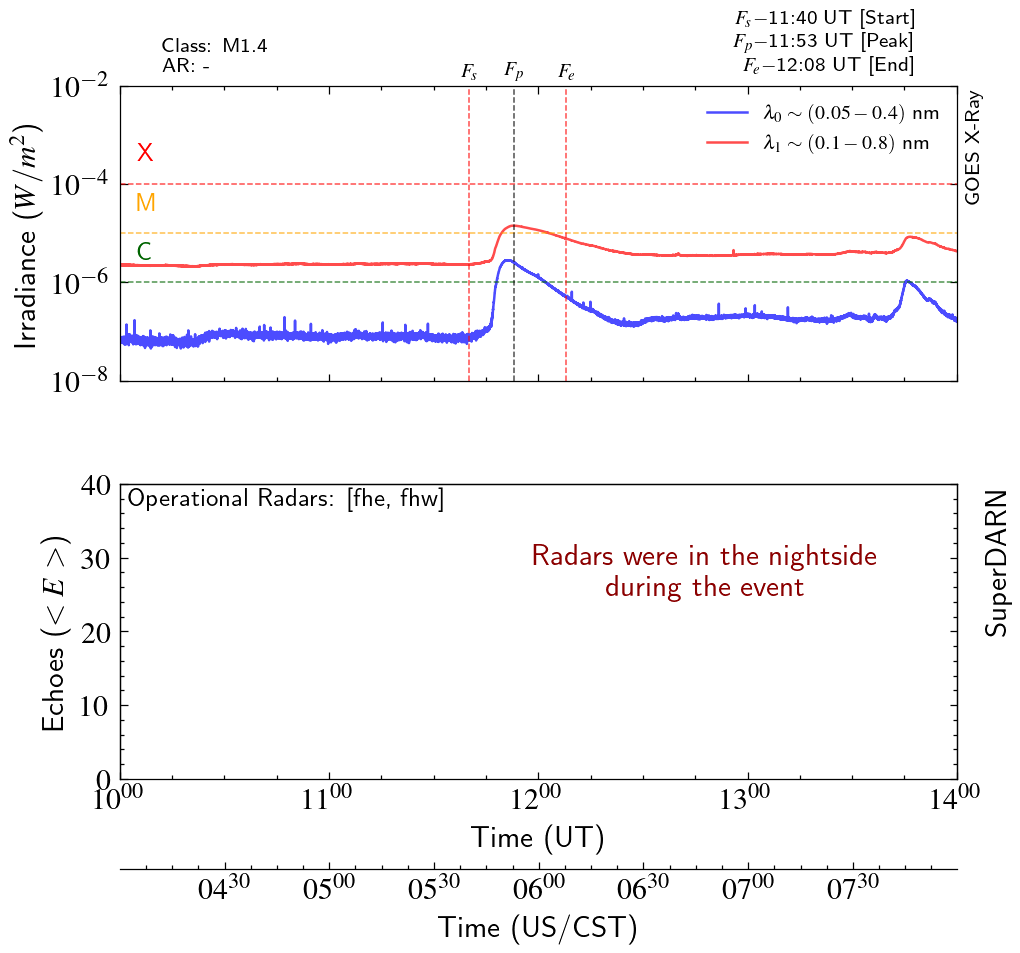 Class: M1.4
AR: -
Fs−11:40 UT [Start]
Fp−11:53 UT [Peak]
Fe−12:08 UT [End]
Fs
Fp
Fe
10−2
10−4
10−6
10−8
Irradiance (W/m2)
X
M
C
λ0 ∼ (0.05 − 0.4) nm
λ1 ∼ (0.1 − 0.8) nm
GOES X-Ray
40
30
20
10
0
Echoes (< E >)
Operational Radars: [fhe, fhw]
Radars were in the nightside
during the event
SuperDARN
1000 1100 1200 1300 1400
Time (UT)
0430 0500 0530 0600 0630 0700 0730
Time (US/CST)